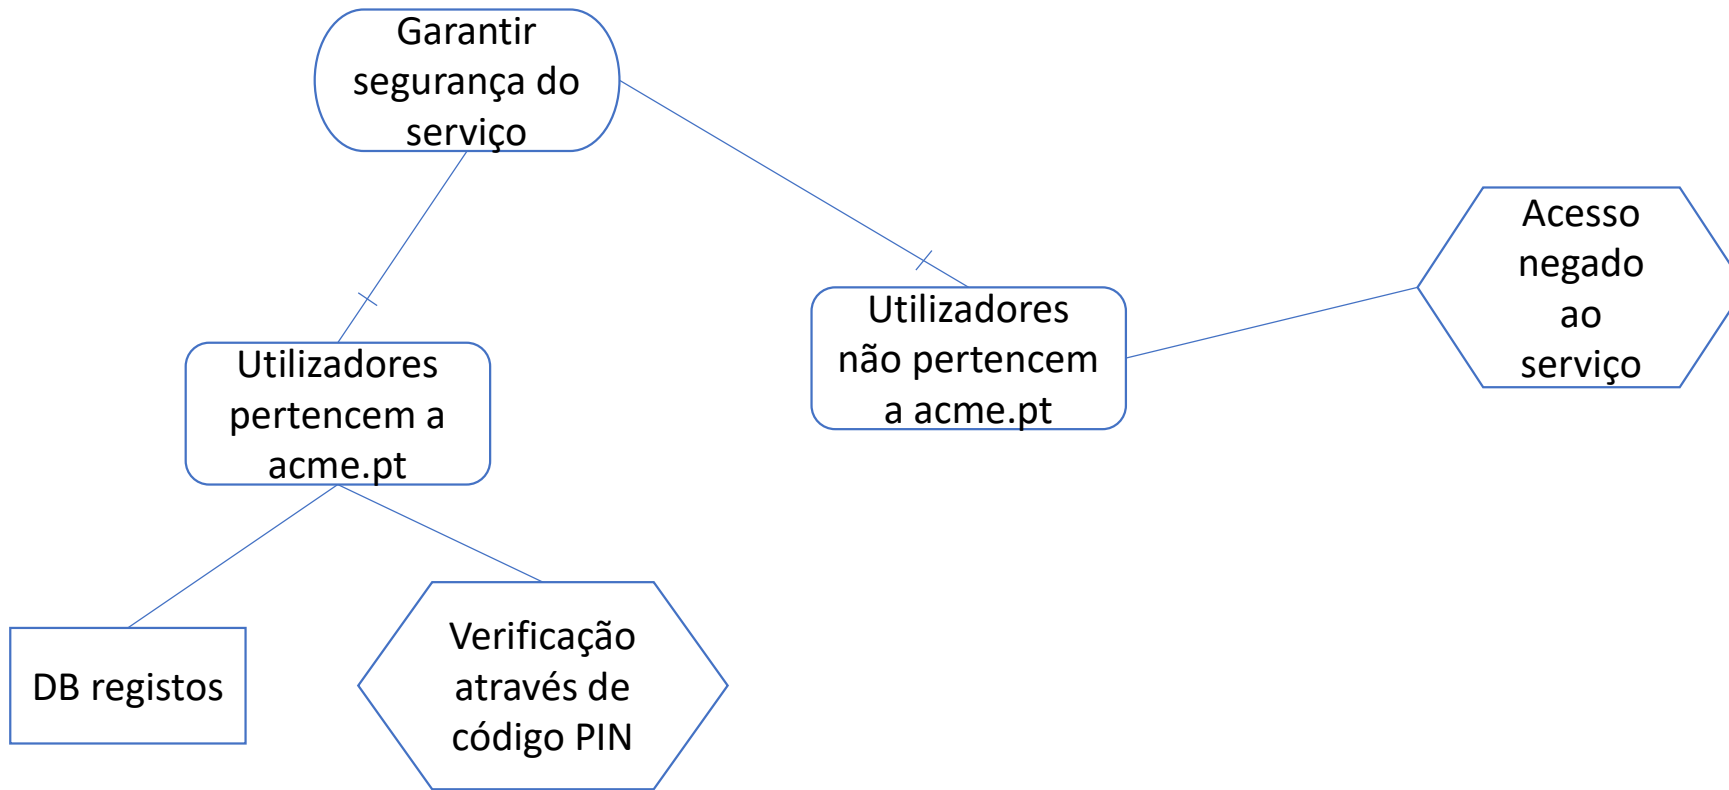 Garantir
segurança do
serviço
Acesso
negado
ao
serviço
Utilizadores
não pertencem
a acme.pt
Utilizadores
pertencem a
acme.pt
DB registos
Verificação
através de
código PIN